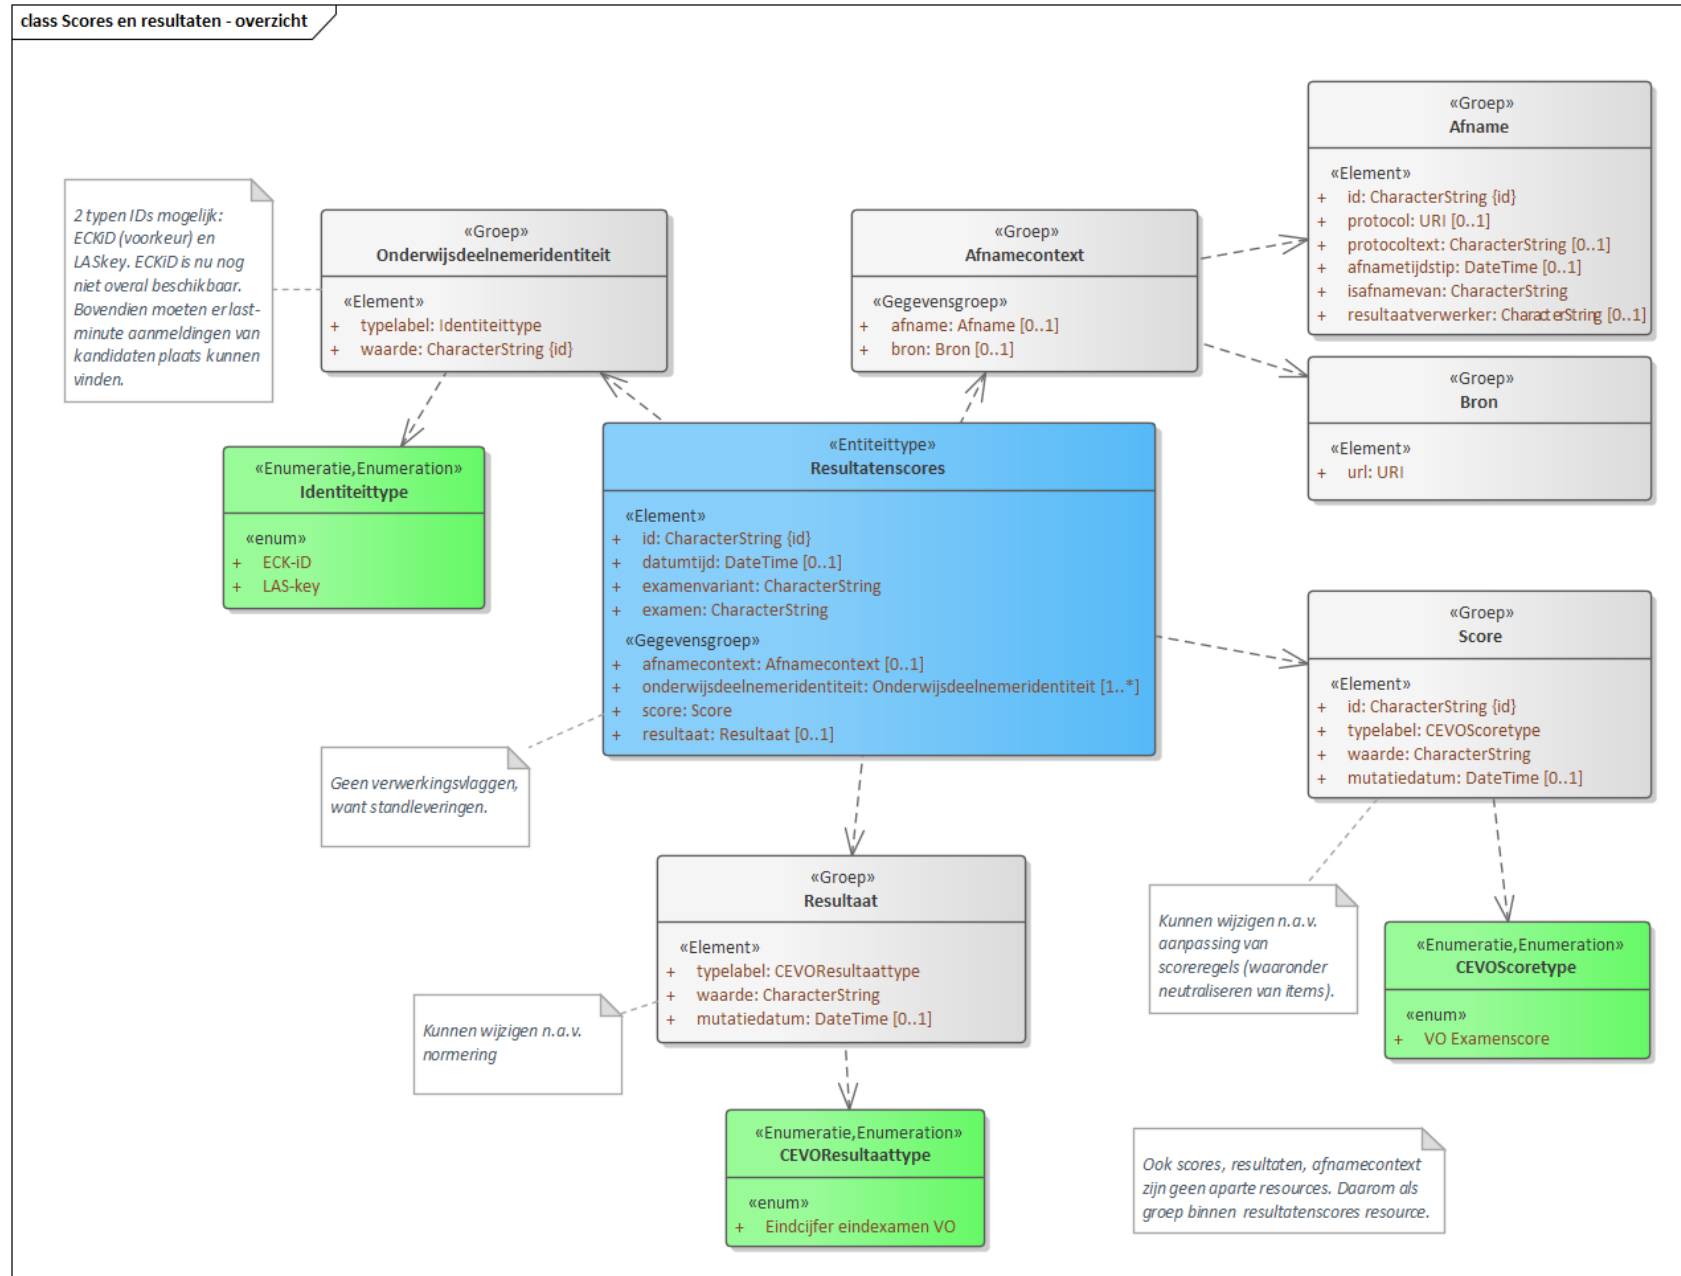 class Scores en resultaten - overzicht
«Groep»
Afname
«Element»
+ id: CharacterString {id}
+ protocol: URI [0..1]
+ protocoltext: CharacterString [0..1]
+ afnametijdstip: DateTime [0..1]
+ isafnamevan: CharacterString
+ resultaatverwerker: CharacterString [0..1]
2 typen IDs mogelijk:
ECKiD (voorkeur) en
LASkey. ECKiD is nu nog
niet overal beschikbaar.
Bovendien moeten er last-
minute aanmeldingen van
kandidaten plaats kunnen
vinden.
«Groep»
Onderwijsdeelnemeridentiteit
«Element»
+ typelabel: Identiteittype
+ waarde: CharacterString {id}
«Groep»
Afnamecontext
«Gegevensgroep»
+ afname: Afname [0..1]
+ bron: Bron [0..1]
«Groep»
Bron
«Element»
+ url: URI
«Enumeratie,Enumeration»
Identiteittype
«enum»
+ ECK-iD
+ LAS-key
«Entiteittype»
Resultatenscores
«Element»
+ id: CharacterString {id}
+ datumtijd: DateTime [0..1]
+ examenvariant: CharacterString
+ examen: CharacterString
«Gegevensgroep»
+ afnamecontext: Afnamecontext [0..1]
+ onderwijsdeelnemeridentiteit: Onderwijsdeelnemeridentiteit [1..*]
+ score: Score
+ resultaat: Resultaat [0..1]
«Groep»
Score
«Element»
+ id: CharacterString {id}
+ typelabel: CEVOScoretype
+ waarde: CharacterString
+ mutatiedatum: DateTime [0..1]
Geen verwerkingsvlaggen,
want standleveringen.
«Groep»
Resultaat
«Element»
+ typelabel: CEVOResultaattype
+ waarde: CharacterString
+ mutatiedatum: DateTime [0..1]
Kunnen wijzigen n.a.v.
aanpassing van
scoreregels (waaronder
neutraliseren van items).
«Enumeratie,Enumeration»
CEVOScoretype
«enum»
+ VO Examenscore
Kunnen wijzigen n.a.v.
normering
«Enumeratie,Enumeration»
CEVOResultaattype
«enum»
+ Eindcijfer eindexamen VO
Ook scores, resultaten, afnamecontext
zijn geen aparte resources. Daarom als
groep binnen resultatenscores resource.